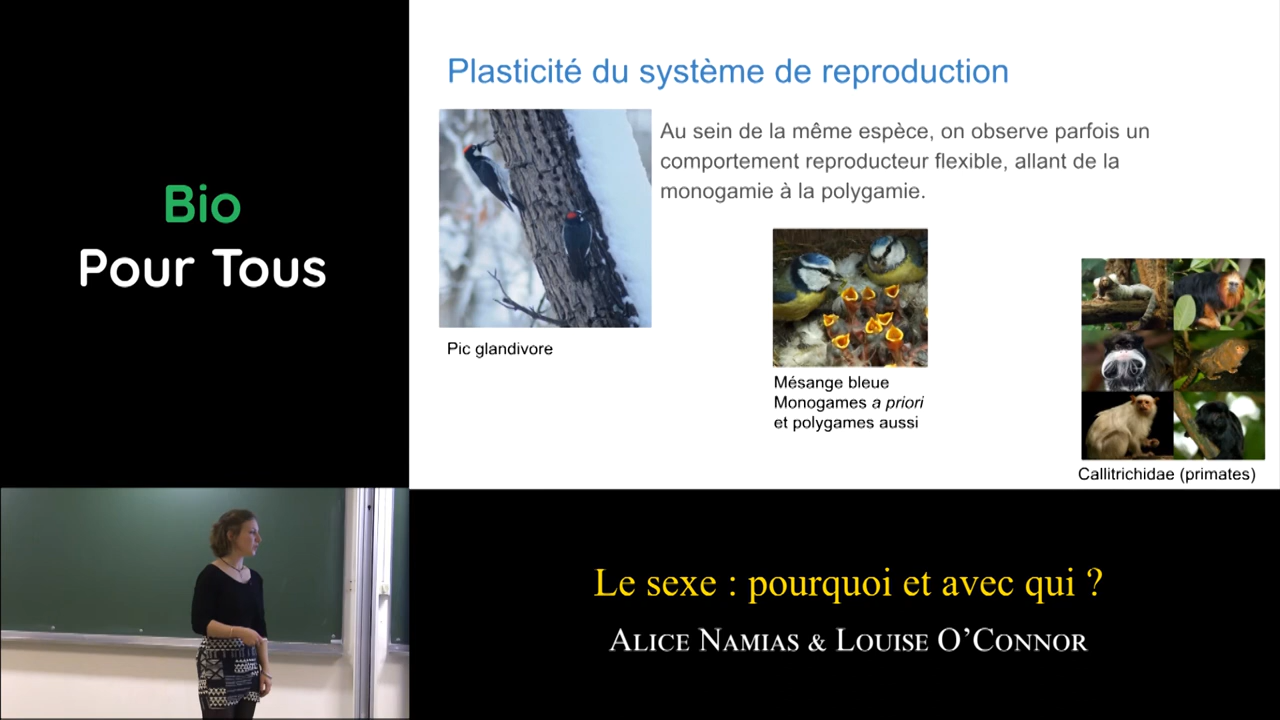 Bio
Pour Tous
Plasticité du système de reproduction
Au sein de la même espèce, on observe parfois un
comportement reproducteur flexible, allant de la
monogamie à la polygamie.
Pic glandivore
Mésange bleue
Monogames a priori
et polygames aussi
Callitrichidae (primates)
Le sexe : pourquoi et avec qui ?
ALICE NAMIAS & LOUISE O’CONNOR